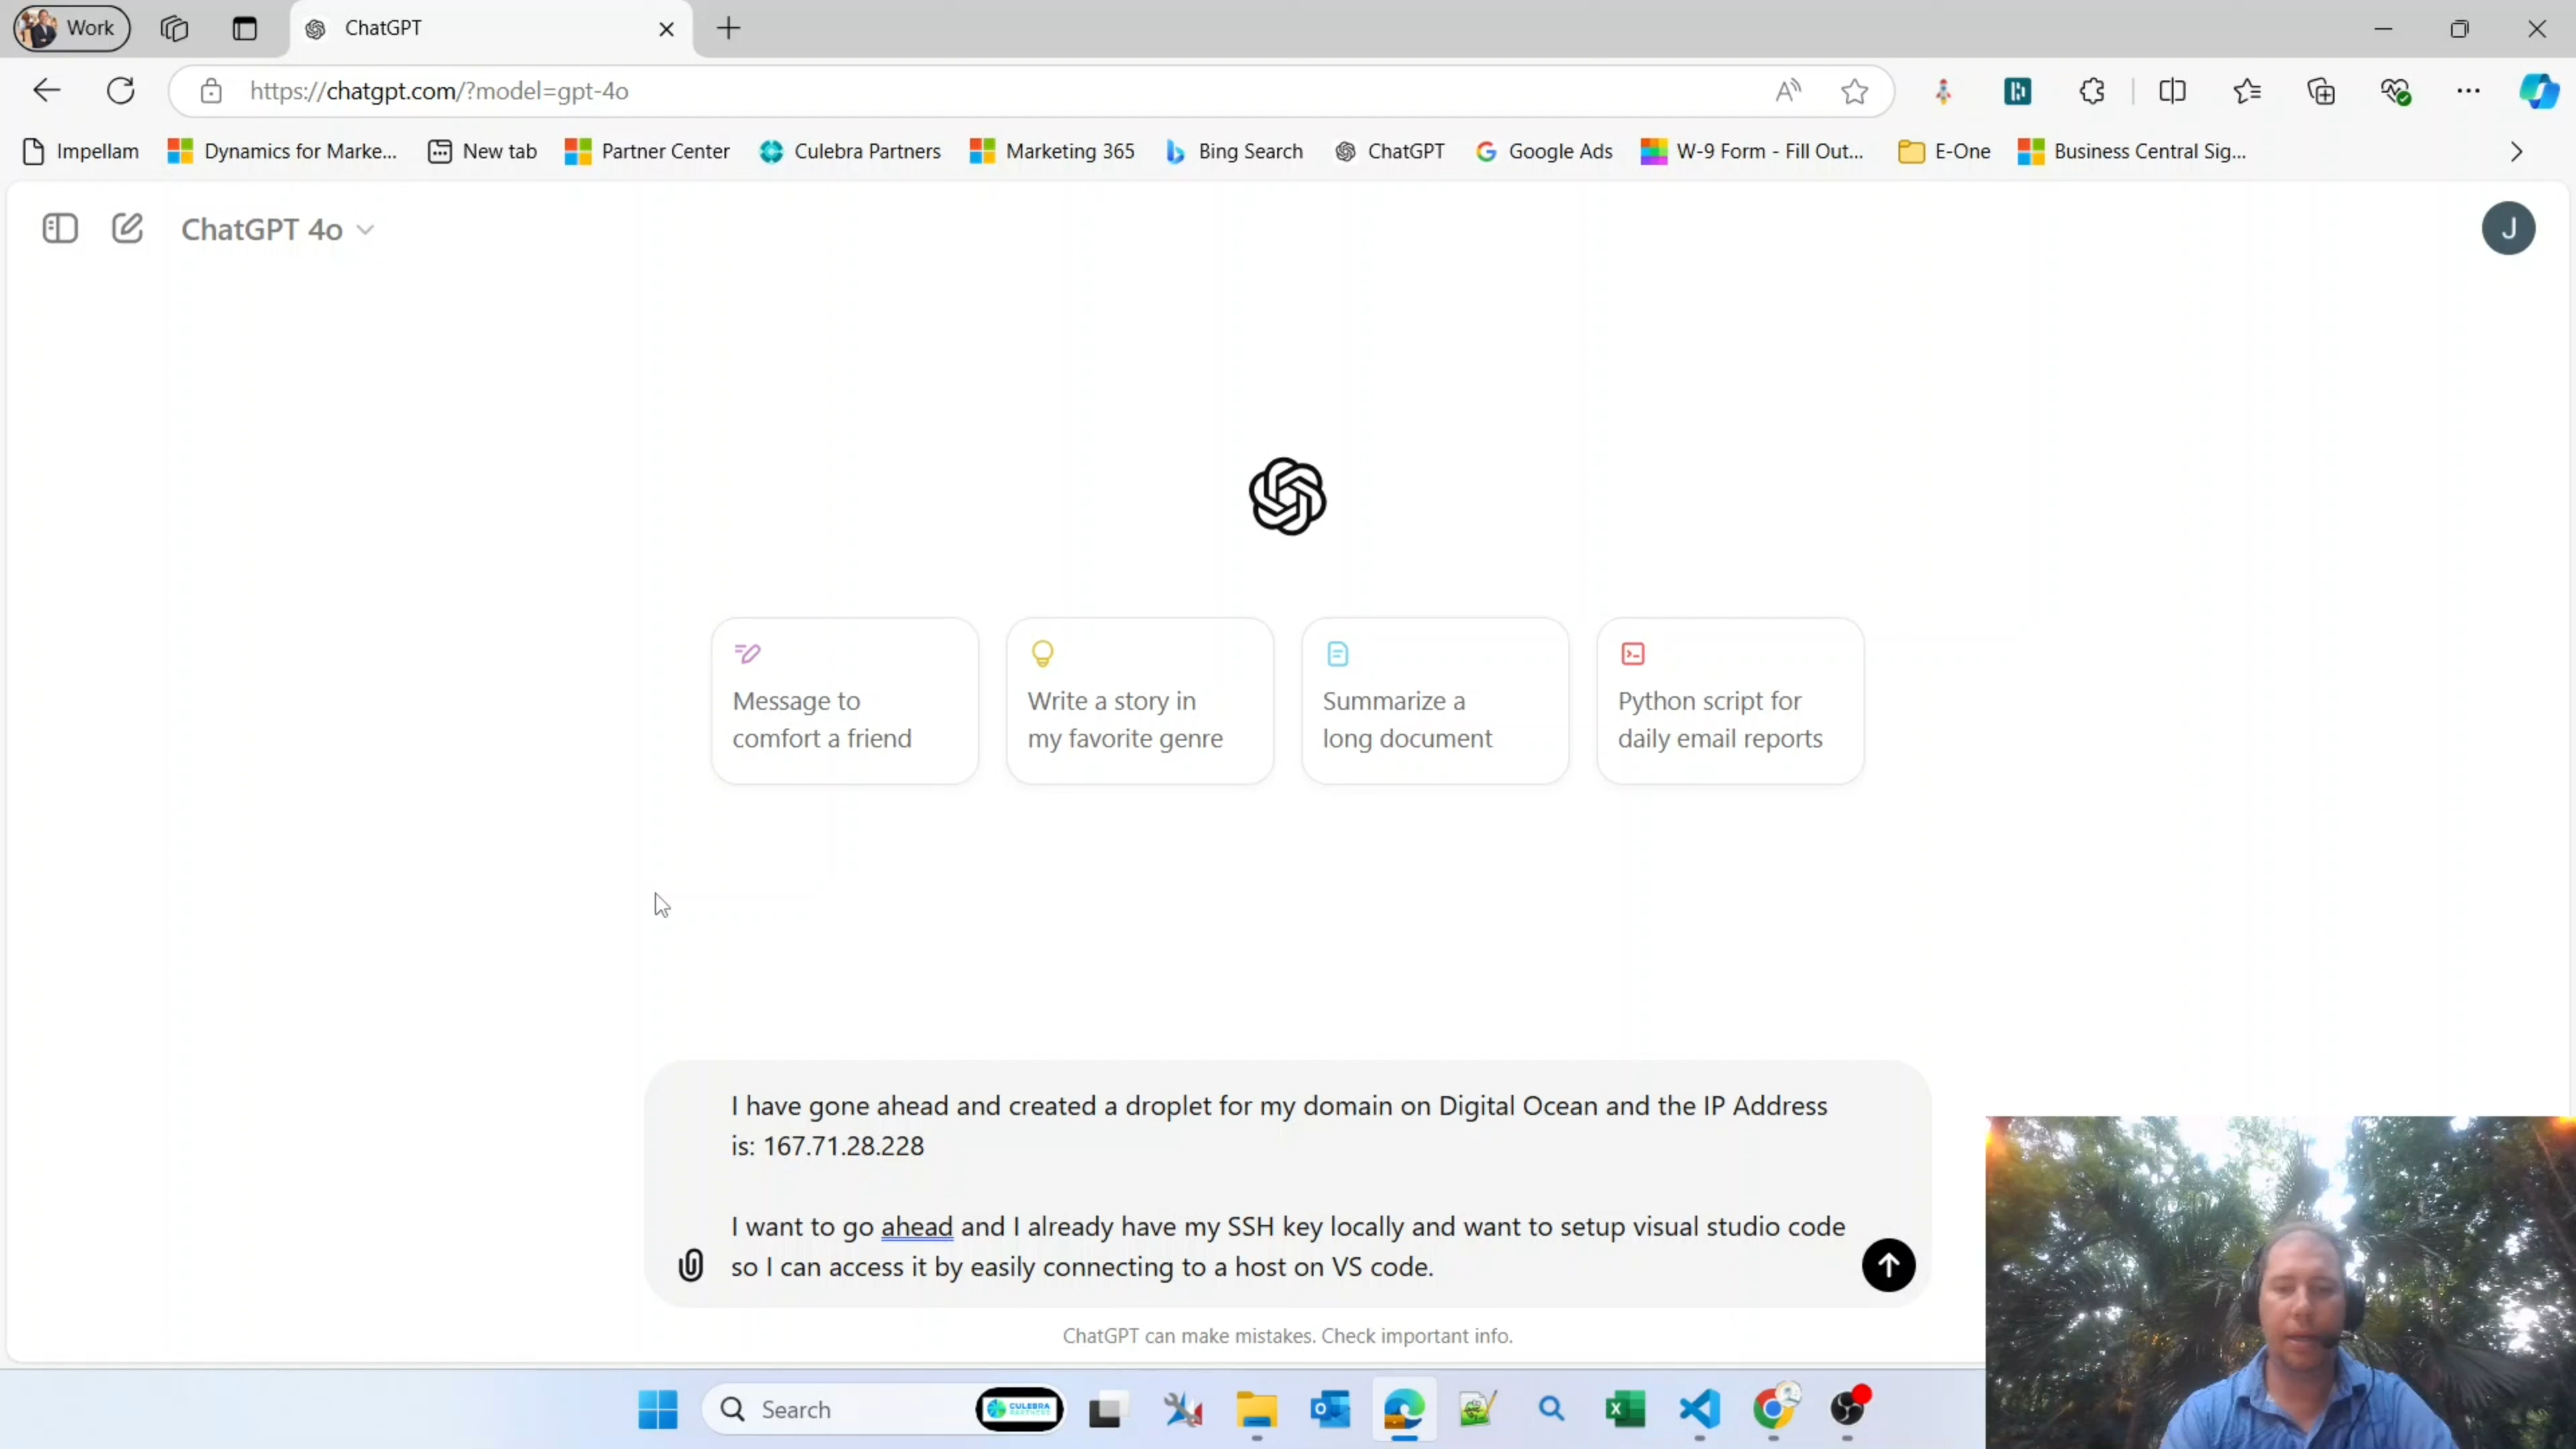 Work
ChatGPT
https://chatgpt.com/?model=gpt-4o
Impellam
Dynamics for Marke...
New tab
Partner Center
Culebra Partners
Marketing 365
Bing Search
ChatGPT
Google Ads
W-9 Form - Fill Out...
E-One
Business Central Sig...
ChatGPT 4o
J
Message to
comfort a friend
Write a story in
my favorite genre
Summarize a
long document
Python script for
daily email reports
I have gone ahead and created a droplet for my domain on Digital Ocean and the IP Address
is: 167.71.28.228
I want to go ahead and I already have my SSH key locally and want to setup visual studio code
so I can access it by easily connecting to a host on VS code.
ChatGPT can make mistakes. Check important info.
Search
CULEBRA
PARTNERS